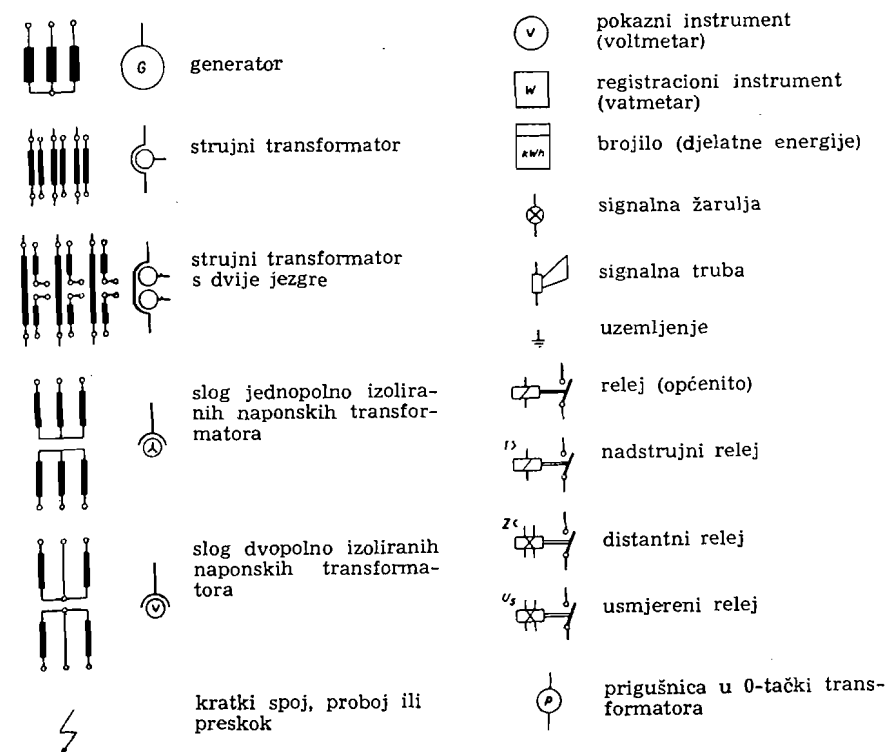 G
generator
strujni transformator
strujni transformator
s dvije jezgre
slog jednopolno izolira-
nih naponskih transfor-
matora
slog dvopolno izoliranih
naponskih transforma-
tora
V
kratki spoj, proboj ili
preskok
V
pokazni instrument
(voltmetar)
W
registracioni instrument
(vatmetar)
kWh
brojilo (djelatne energije)
signalna žarulja
signalna truba
uzemljenje
relej (općenito)
I>
nadstrujni relej
Z<
distantni relej
Us
usmjereni relej
P
prigušnica u 0-tački trans-
formatora